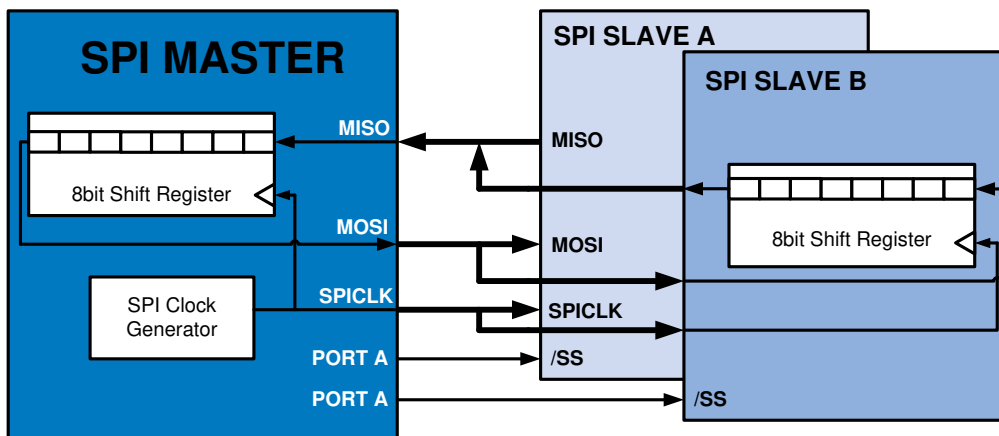 SPI MASTER
8bit Shift Register
SPI Clock
Generator
MISO
MOSI
SPICLK
PORT A
PORT A
SPI SLAVE A
MISO
MOSI
SPICLK
/SS
SPI SLAVE B
8bit Shift Register
/SS